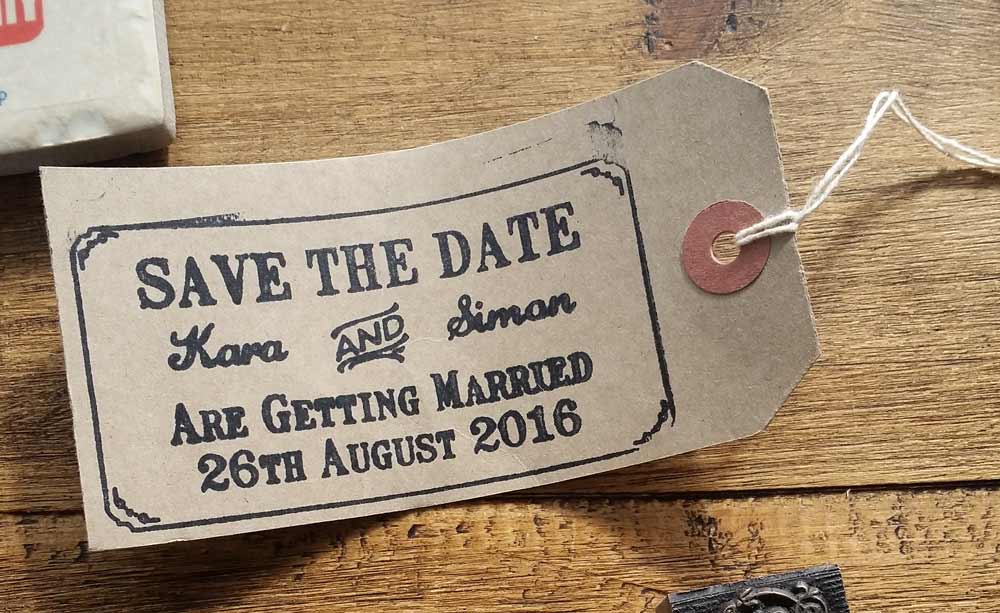 SAVE THE DATE
Kara AND Simon
ARE GETTING MARRIED
26TH AUGUST 2016